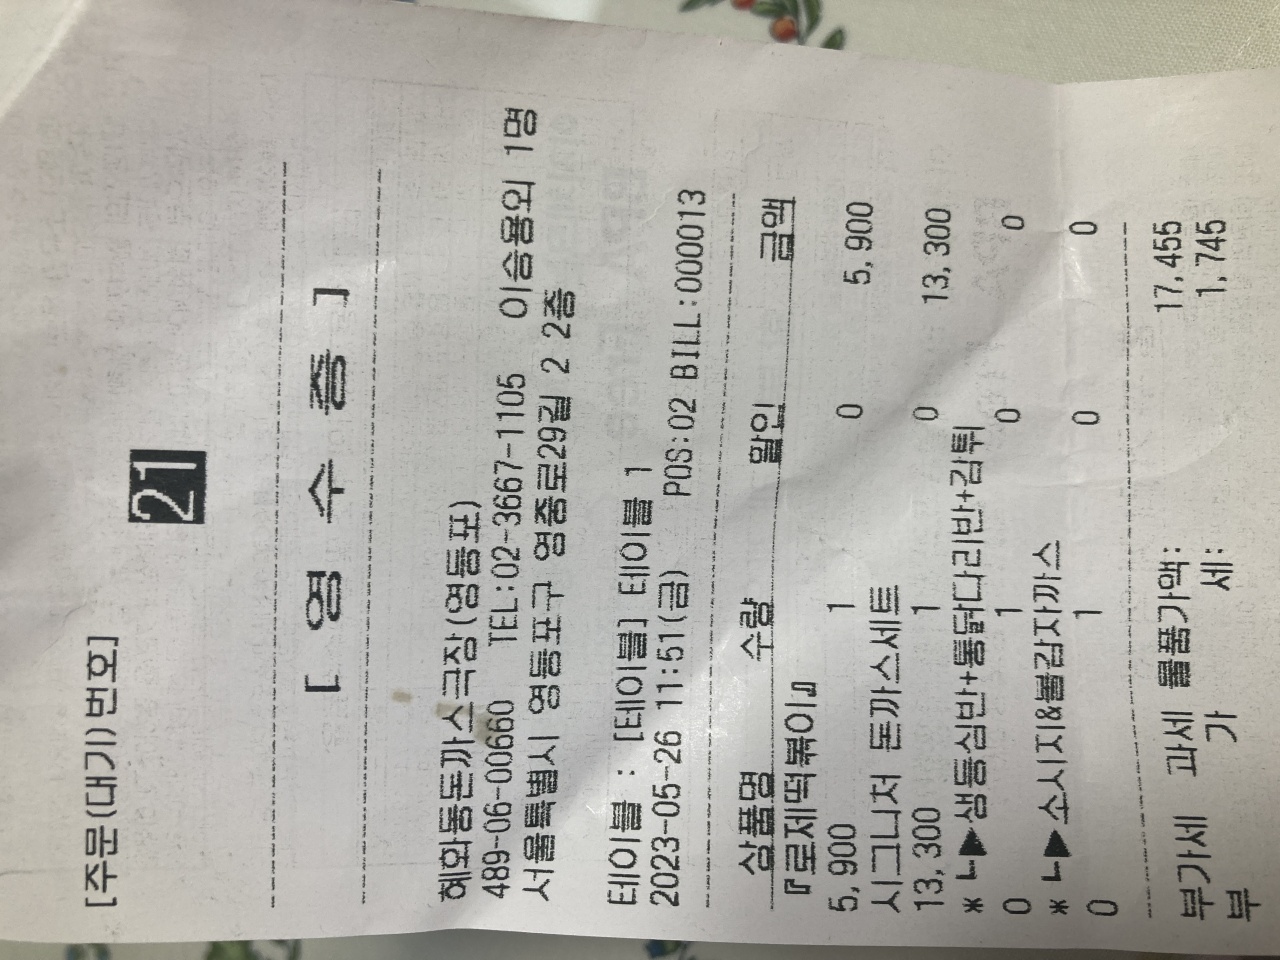 [주문(대기)번호]
21
[ 영 수 증 ]
혜화동돈까스극장(영등포)
489-06-00660 TEL:02-3667-1105 이승용외 1명
서울특별시 영등포구 영중로29길 2 2층
테이블 : [테이블] 테이블 1
2023-05-26 11:51(금) POS:02 BILL:000013
상품명 수량 할인 금액
『로제떡볶이』
5,900 1 0 5,900
시그니처 돈까스세트
13,300 1 0 13,300
* ┗▶생등심반+통닭다리반+감튀
0 1 0 0
* ┗▶소시지&불감자까스
0 1 0 0
부가세 과세 물품가액: 17,455
부 가 세: 1,745